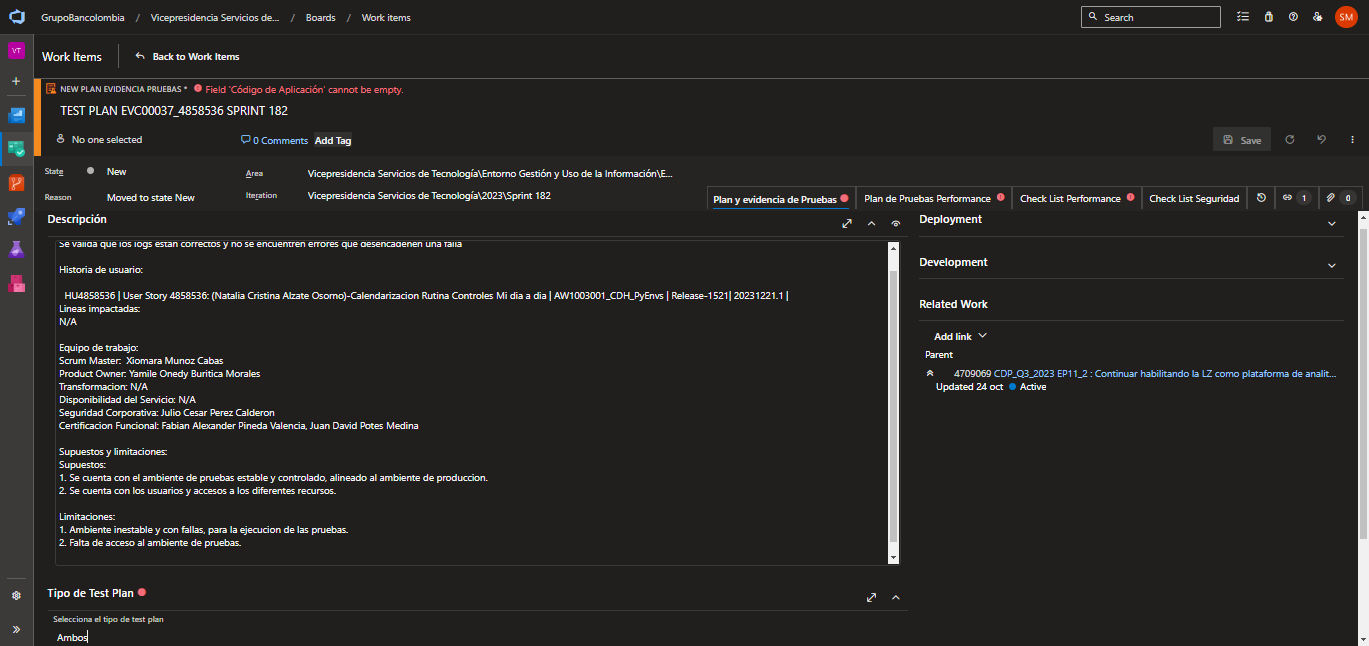 GrupoBancolombia / Vicepresidencia Servicios de... / Boards / Work items
Search
SM
VT
Work Items
Back to Work Items
NEW PLAN EVIDENCIA PRUEBAS *
Field 'Código de Aplicación' cannot be empty.
TEST PLAN EVC00037_4858536 SPRINT 182
No one selected
0 Comments
Add Tag
Save
State
New
Area
Vicepresidencia Servicios de Tecnología\Entorno Gestión y Uso de la Información\E...
Reason
Moved to state New
Iteration
Vicepresidencia Servicios de Tecnología\2023\Sprint 182
Plan y evidencia de Pruebas
Plan de Pruebas Performance
Check List Performance
Check List Seguridad
1
0
Descripción
Se valida que los logs estan correctos y no se encuentren errores que desencadenen una falla
Historia de usuario:
HU4858536 | User Story 4858536: (Natalia Cristina Alzate Osorno)-Calendarizacion Rutina Controles Mi dia a dia | AW1003001_CDH_PyEnvs | Release-1521| 20231221.1 |
Lineas impactadas:
N/A
Equipo de trabajo:
Scrum Master: Xiomara Munoz Cabas
Product Owner: Yamile Onedy Buritica Morales
Transformacion: N/A
Disponibilidad del Servicio: N/A
Seguridad Corporativa: Julio Cesar Perez Calderon
Certificacion Funcional: Fabian Alexander Pineda Valencia, Juan David Potes Medina
Supuestos y limitaciones:
Supuestos:
1. Se cuenta con el ambiente de pruebas estable y controlado, alineado al ambiente de produccion.
2. Se cuenta con los usuarios y accesos a los diferentes recursos.
Limitaciones:
1. Ambiente inestable y con fallas, para la ejecucion de las pruebas.
2. Falta de acceso al ambiente de pruebas.
Tipo de Test Plan
Selecciona el tipo de test plan
Ambos
Deployment
Development
Related Work
Add link
Parent
4709069 CDP_Q3_2023 EP11_2 : Continuar habilitando la LZ como plataforma de analit...
Updated 24 oct
Active